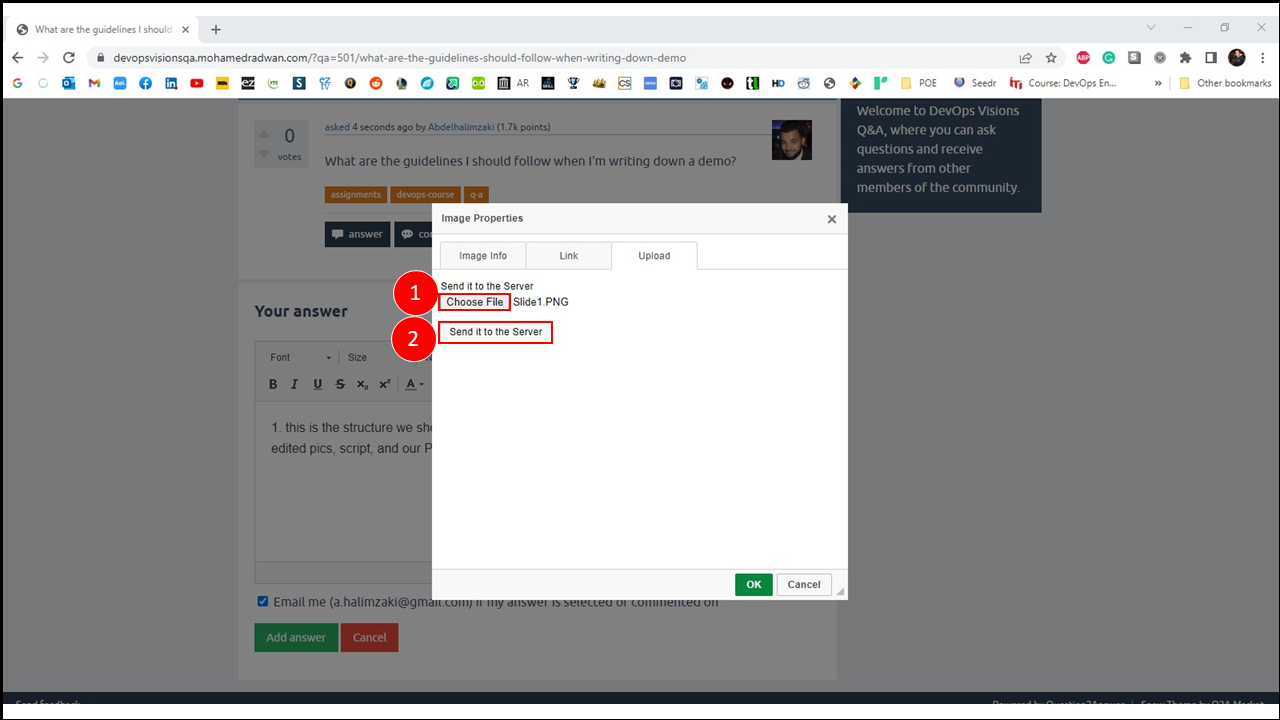 What are the guidelines I should
devopsvisionsqa.mohamedradwan.com/?qa=501/what-are-the-guidelines-should-follow-when-writing-down-demo
AR
HD
POE
Seedr
Course: DevOps En...
»
Other bookmarks
0
votes
asked 4 seconds ago by Abdelhalimzaki (1.7k points)
What are the guidelines I should follow when I'm writing down a demo?
assignments devops-course q-a
answer
Welcome to DevOps Visions
Q&A, where you can ask
questions and receive
answers from other
members of the community.
Image Properties
Image Info Link Upload
1
Send it to the Server
Choose File Slide1.PNG
2
Send it to the Server
OK Cancel
Your answer
Font Size
B I U S x₂ x² A
1. this is the structure we
edited pics, script, and our
Email me (a.halimzaki@gmail.com) if my answer is selected or commented on
Add answer Cancel